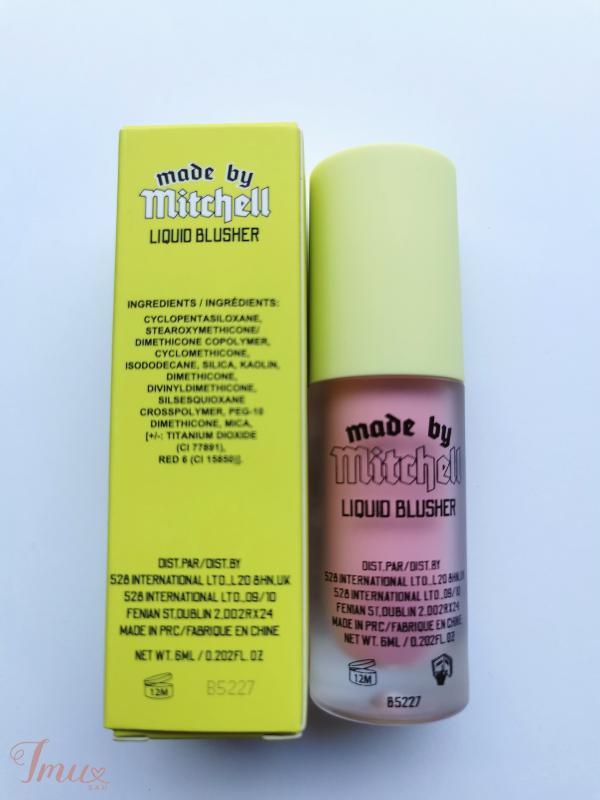 made by
Mitchell
LIQUID BLUSHER
INGREDIENTS / INGRÉDIENTS:
CYCLOPENTASILOXANE,
STEAROXYMETHICONE/
DIMETHICONE COPOLYMER,
CYCLOMETHICONE,
ISODODECANE, SILICA, KAOLIN,
DIMETHICONE,
DIVINYLDIMETHICONE,
SILSESQUIOXANE
CROSSPOLYMER, PEG-10
DIMETHICONE, MICA,
[+/-: TITANIUM DIOXIDE
(CI 77891),
RED 6 (CI 15850)].
DIST.PAR/DIST.BY
528 INTERNATIONAL LTD.,L20 8HN,UK
528 INTERNATIONAL LTD.,09/10
FENIAN ST,DUBLIN 2,D02RX24
MADE IN PRC/FABRIQUE EN CHINE
NET WT. 6ML / 0.202FL.OZ
12M
B5227
made by
Mitchell
LIQUID BLUSHER
DIST.PAR/DIST.BY
528 INTERNATIONAL LTD.,L20 8HN,UK
528 INTERNATIONAL LTD.,09/10
FENIAN ST,DUBLIN 2,D02RX24
MADE IN PRC/FABRIQUE EN CHINE
NET WT. 6ML / 0.202FL.OZ
12M
B5227
Imu
SAH